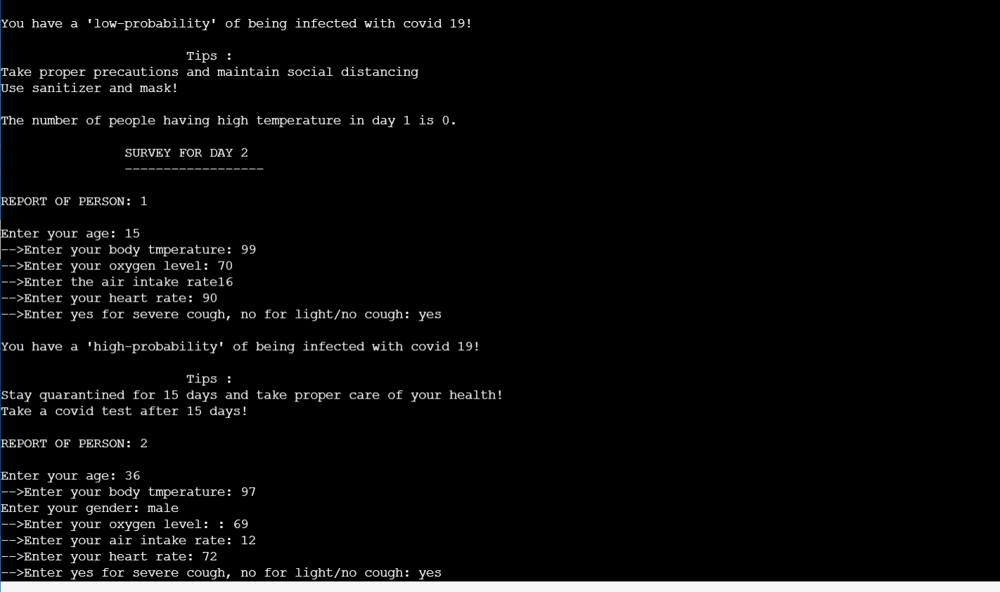 You have a 'low-probability' of being infected with covid 19!
Tips :
Take proper precautions and maintain social distancing
Use sanitizer and mask!
The number of people having high temperature in day 1 is 0.
SURVEY FOR DAY 2
------------------
REPORT OF PERSON: 1
Enter your age: 15
-->Enter your body tmperature: 99
-->Enter your oxygen level: 70
-->Enter the air intake rate16
-->Enter your heart rate: 90
-->Enter yes for severe cough, no for light/no cough: yes
You have a 'high-probability' of being infected with covid 19!
Tips :
Stay quarantined for 15 days and take proper care of your health!
Take a covid test after 15 days!
REPORT OF PERSON: 2
Enter your age: 36
-->Enter your body tmperature: 97
Enter your gender: male
-->Enter your oxygen level: : 69
-->Enter your air intake rate: 12
-->Enter your heart rate: 72
-->Enter yes for severe cough, no for light/no cough: yes